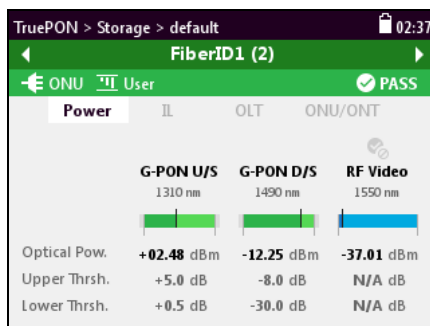 TruePON > Storage > default 02:37
FiberID1 (2)
ONU User PASS
Power IL OLT ONU/ONT
G-PON U/S G-PON D/S RF Video
1310 nm 1490 nm 1550 nm
Optical Pow. +02.48 dBm -12.25 dBm -37.01 dBm
Upper Thrsh. +5.0 dB -8.0 dB N/A dB
Lower Thrsh. +0.5 dB -30.0 dB N/A dB